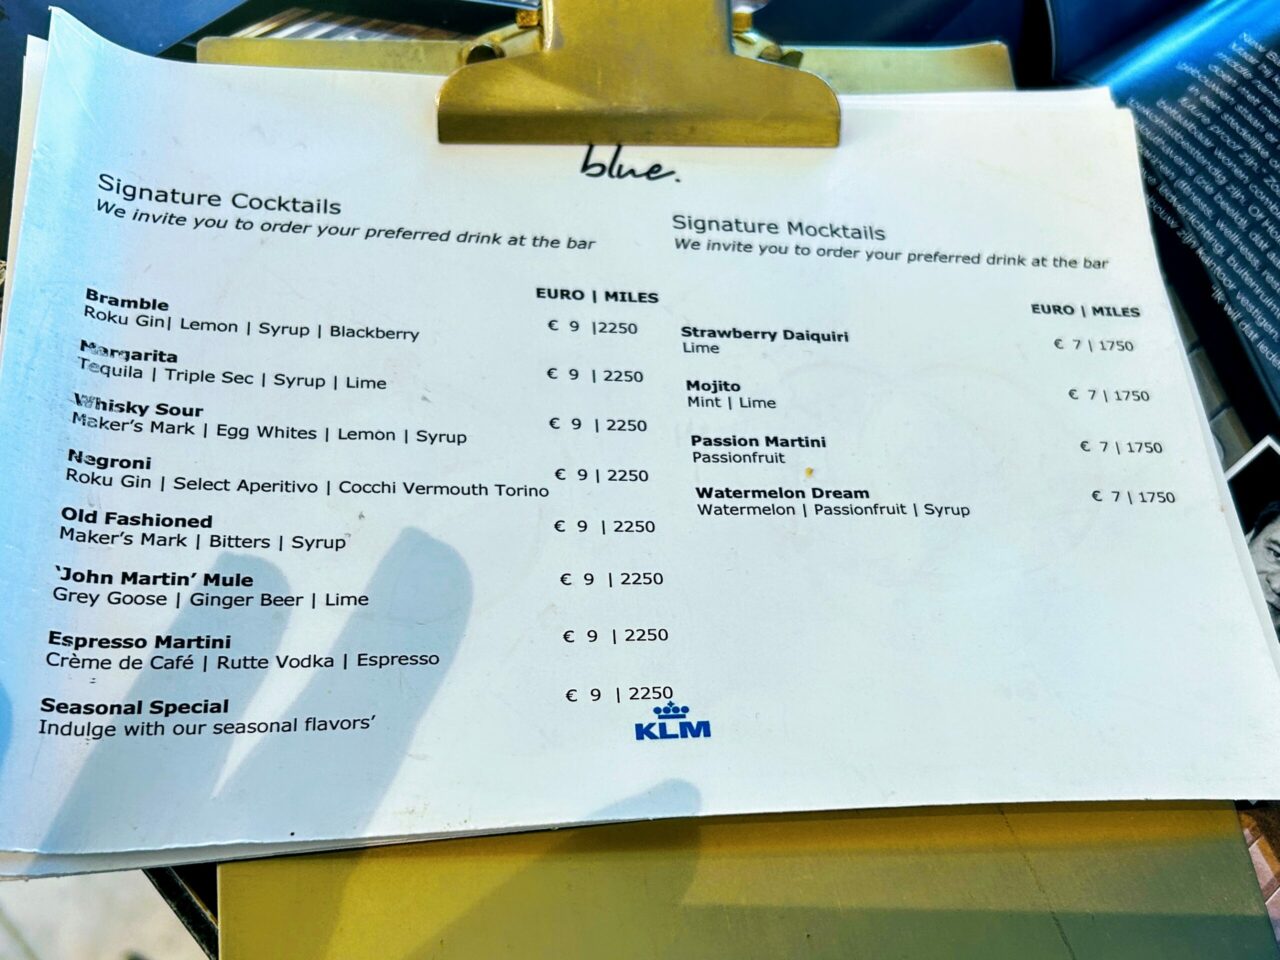 blue.
Signature Cocktails
We invite you to order your preferred drink at the bar
EURO | MILES
Bramble
Roku Gin| Lemon | Syrup | Blackberry
€ 9 |2250
Margarita
Tequila | Triple Sec | Syrup | Lime
€ 9 | 2250
Whisky Sour
Maker's Mark | Egg Whites | Lemon | Syrup
€ 9 | 2250
Negroni
Roku Gin | Select Aperitivo | Cocchi Vermouth Torino
€ 9 | 2250
Old Fashioned
Maker's Mark | Bitters | Syrup
€ 9 | 2250
‘John Martin’ Mule
Grey Goose | Ginger Beer | Lime
€ 9 | 2250
Espresso Martini
Crème de Café | Rutte Vodka | Espresso
€ 9 | 2250
Seasonal Special
Indulge with our seasonal flavors’
€ 9 | 2250
Signature Mocktails
We invite you to order your preferred drink at the bar
EURO | MILES
Strawberry Daiquiri
Lime
€ 7 | 1750
Mojito
Mint | Lime
€ 7 | 1750
Passion Martini
Passionfruit
€ 7 | 1750
Watermelon Dream
Watermelon | Passionfruit | Syrup
€ 7 | 1750
KLM